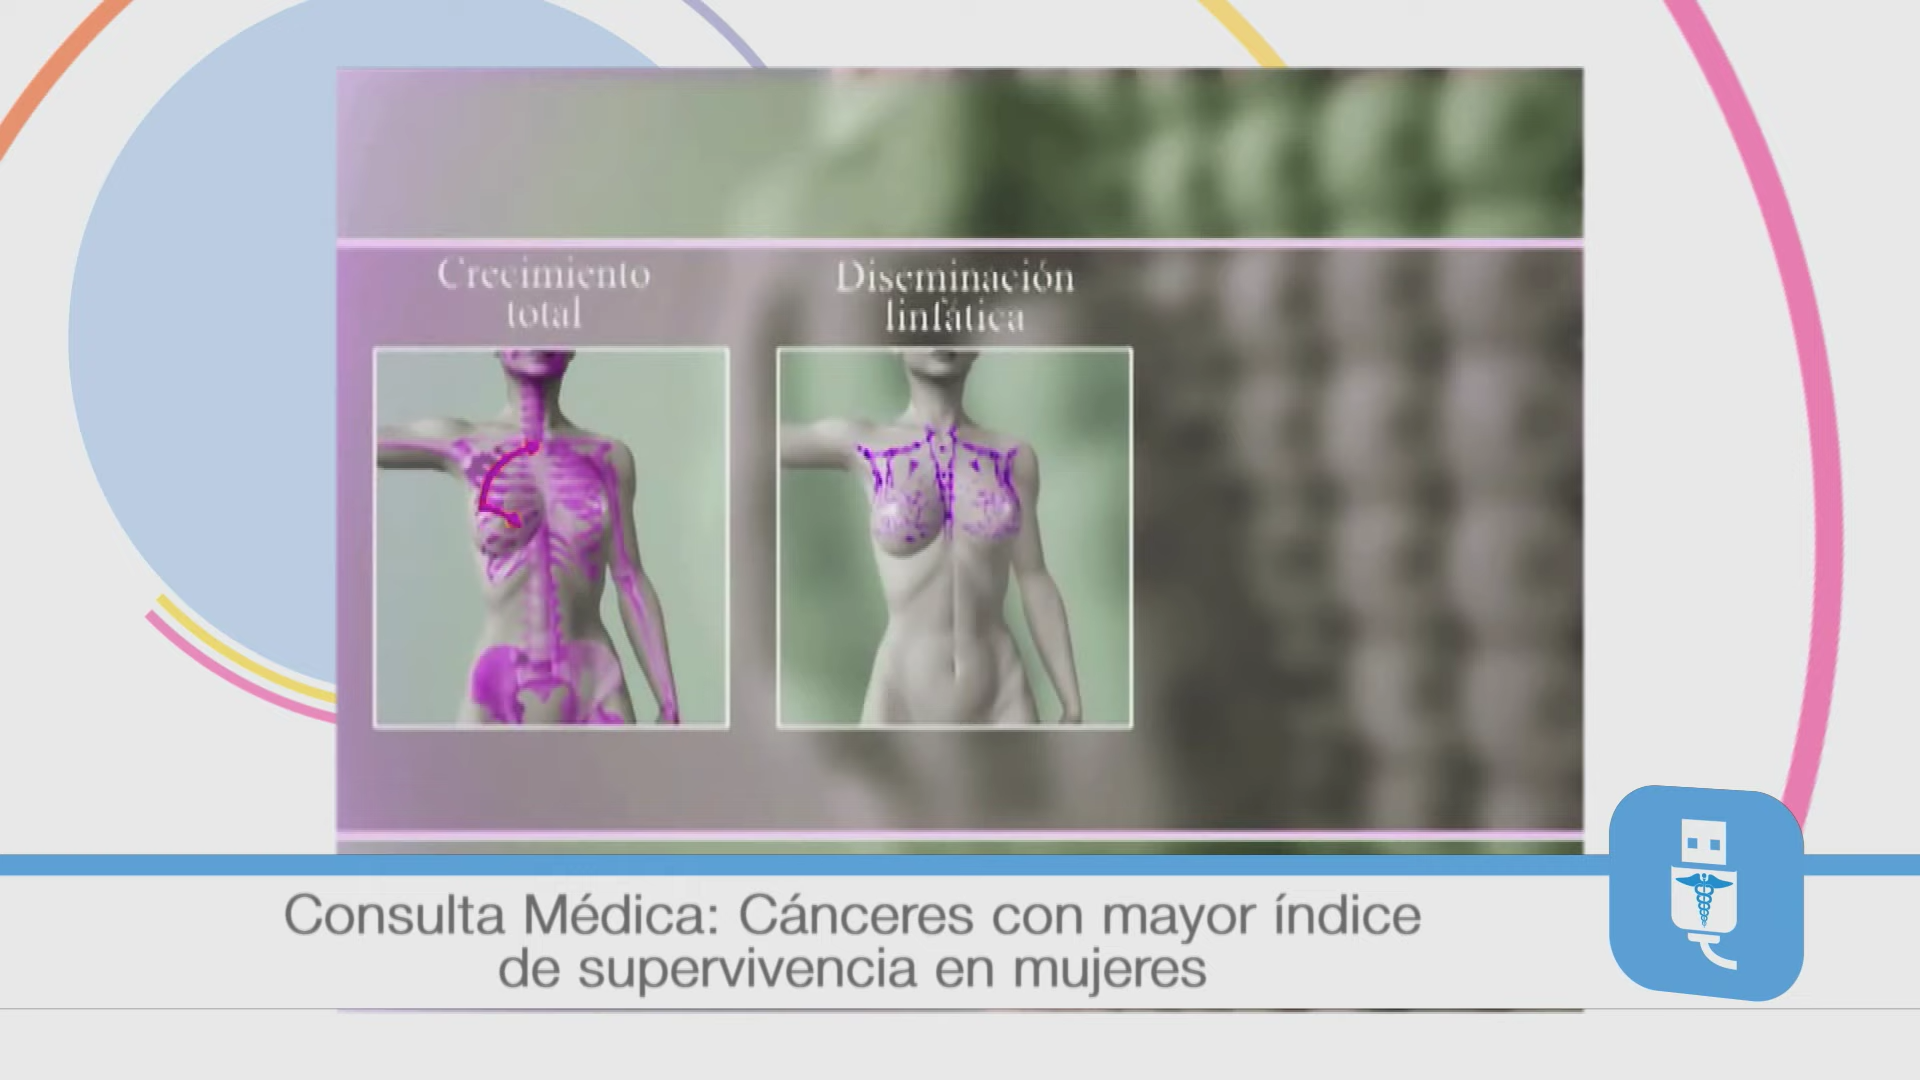 Crecimiento
total
Diseminación
linfática
Consulta Médica: Cánceres con mayor índice
de supervivencia en mujeres